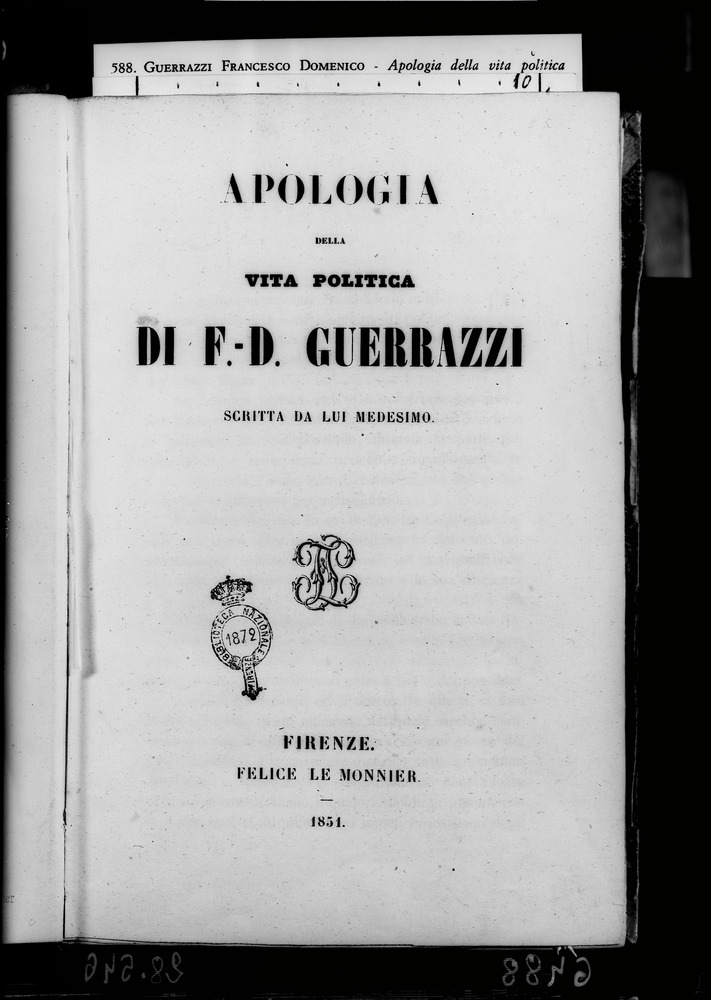 588. GUERRAZZI FRANCESCO DOMENICO - Apologia della vita politica
10
APOLOGIA
DELLA
VITA POLITICA
DI F.-D. GUERRAZZI
SCRITTA DA LUI MEDESIMO.
BIBLIOTECA NAZIONALE
1872
FIRENZE
FIRENZE.
FELICE LE MONNIER.
1851.
28.546
G488